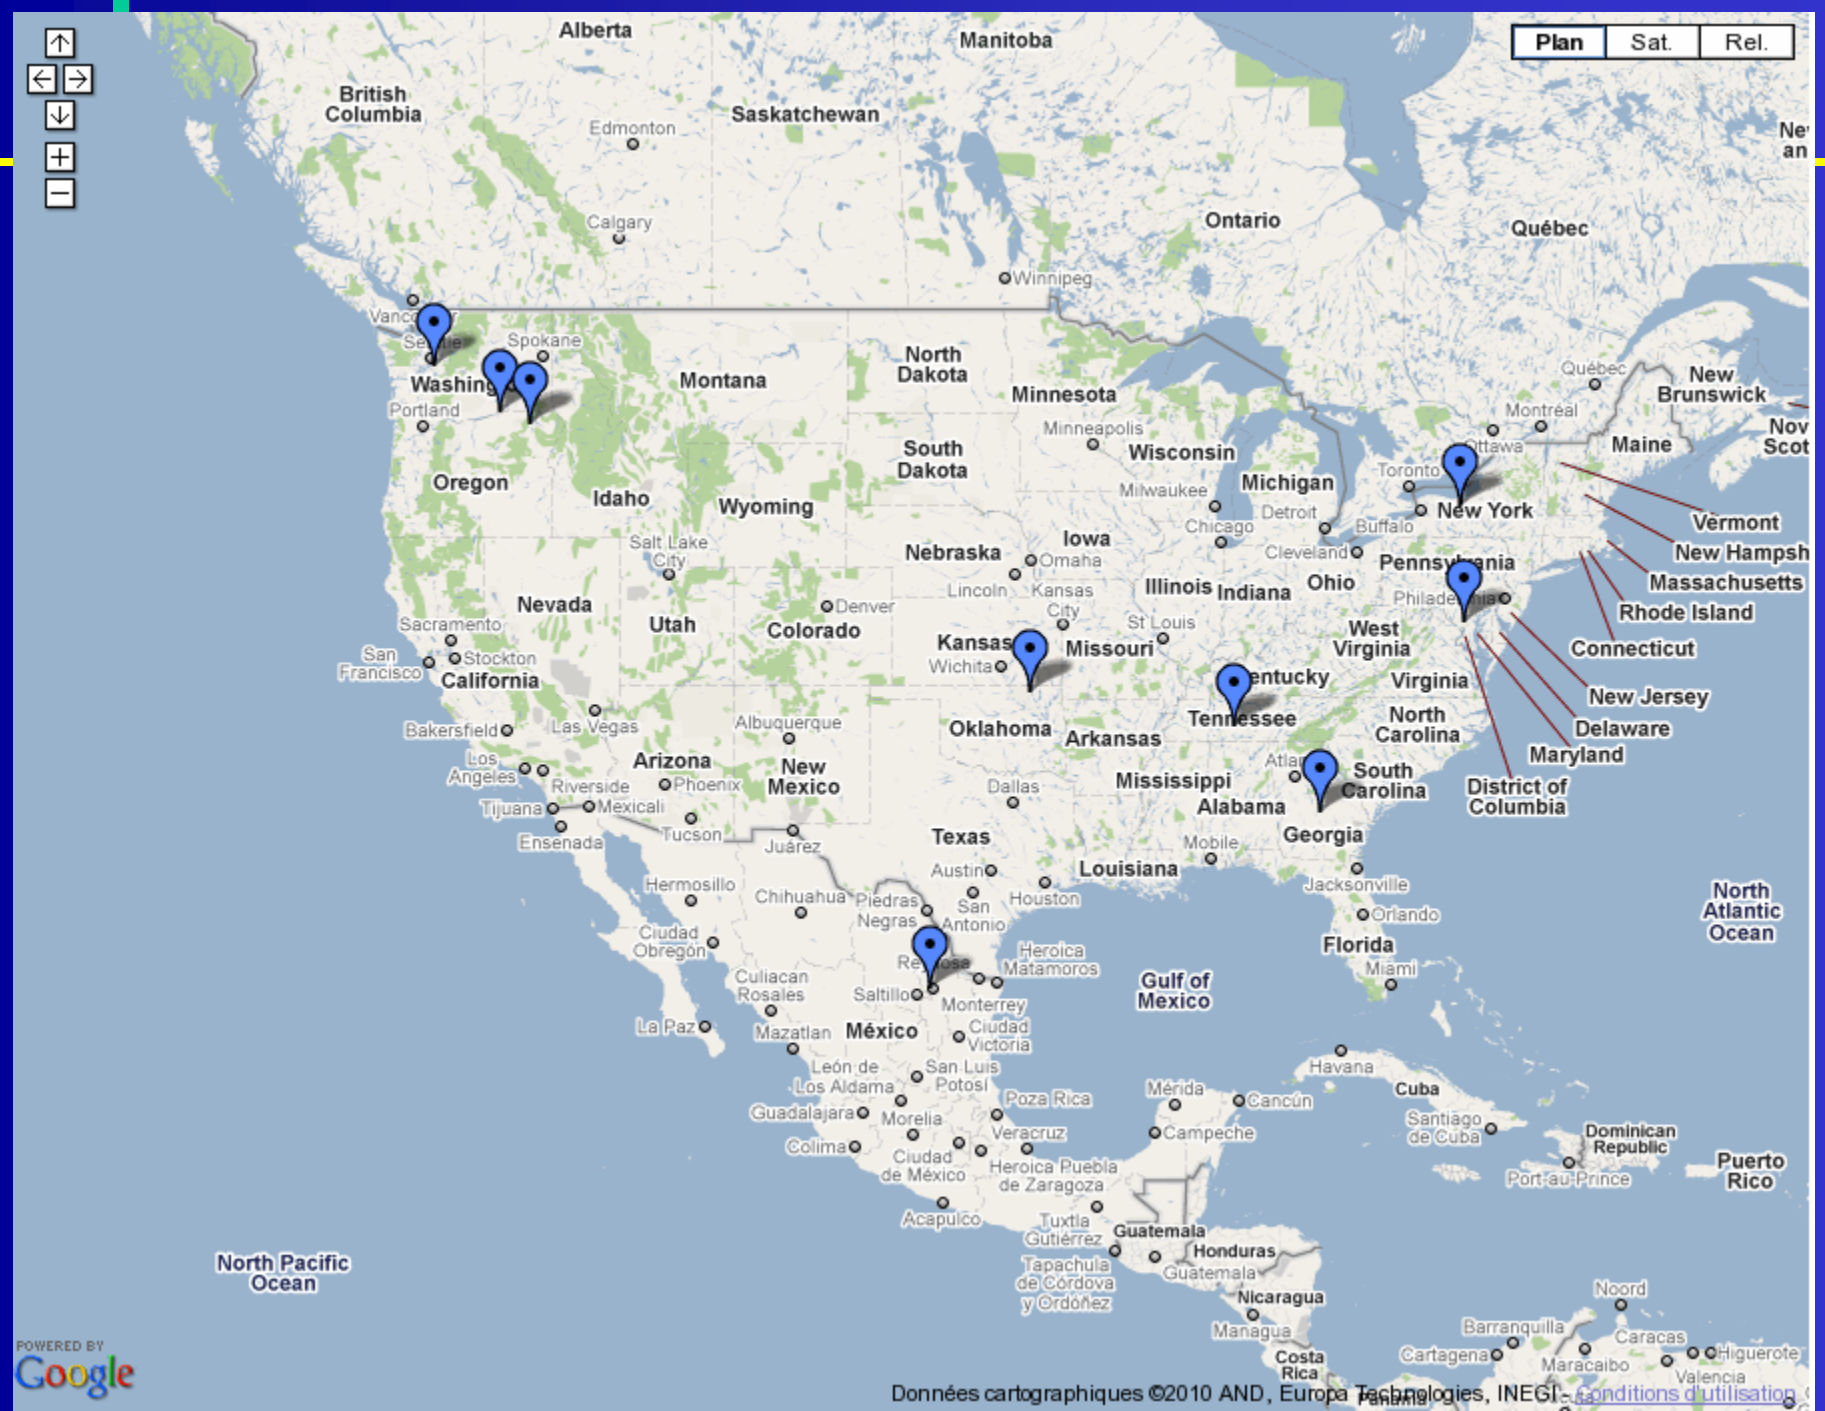 Alberta
Manitoba
Plan
Sat.
Rel.
British
Columbia
Saskatchewan
Edmonton
Calgary
Ontario
Québec
Winnipeg
Spokane
Portland
Montana
North
Dakota
Minnesota
Minneapolis
Québec
New
Brunswick
Montréal
Ottawa
Maine
Oregon
Idaho
Wyoming
South
Dakota
Wisconsin
Milwaukee
Michigan
Toronto
Detroit
Chicago
Buffalo
New York
Vermont
New Hampsh
Massachusetts
Rhode Island
Connecticut
New Jersey
Delaware
Maryland
District of
Columbia
Salt Lake
City
Nebraska
Iowa
Omaha
Lincoln
Cleveland
Pennsylvania
Illinois
Indiana
Ohio
Kansas
City
Nevada
Utah
Denver
Colorado
Sacramento
San
Francisco
Stockton
California
Kansas
Wichita
Missouri
St Louis
West
Virginia
Virginia
Bakersfield
Las Vegas
Albuquerque
Oklahoma
Arkansas
Tennessee
North
Carolina
Los
Angeles
Riverside
Arizona
Phoenix
New
Mexico
Dallas
Mississippi
Alabama
South
Carolina
Georgia
Tijuana
Mexicali
Ensenada
Tucson
Juárez
Texas
Mobile
Louisiana
Austin
Houston
San
Antonio
Jacksonville
Orlando
Florida
Miami
North
Atlantic
Ocean
Hermosillo
Chihuahua
Piedras
Negras
Ciudad
Obregón
Heroica
Matamoros
Gulf of
Mexico
Culiacan
Rosales
Saltillo
Monterrey
La Paz
Mazatlan
México
Ciudad
Victoria
León de
Los Aldama
San Luis
Potosí
Havana
Cuba
Guadalajara
Morelia
Poza Rica
Mérida
Cancún
Santiago
de Cuba
Colima
Veracruz
Campeche
Dominican
Republic
Ciudad
de México
Heroica Puebla
de Zaragoza
Port-au-Prince
Puerto
Rico
Acapulco
Tuxtla
Gutiérrez
Guatemala
Honduras
Tapachula
de Córdova
y Ordóñez
Guatemala
North Pacific
Ocean
Nicaragua
Managua
Noord
Barranquilla
Caracas
Cartagena
Maracaibo
Higuerote
Valencia
Costa
Rica
Panama
POWERED BY
Google
Données cartographiques ©2010 AND, Europa Technologies, INEGI - Conditions d'utilisation